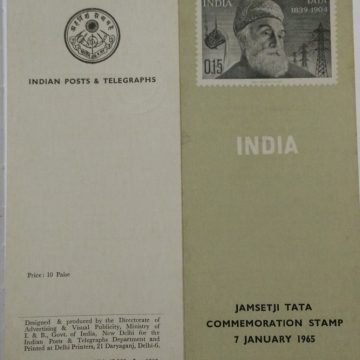 INDIAN POSTS & TELEGRAPHS
Price: 10 Paise
Designed & produced by the Directorate of
Advertising & Visual Publicity, Ministry of
I. & B., Govt. of India, New Delhi for the
Indian Posts & Telegraphs Department and
Printed at Delhi Printers, 21 Daryaganj, Delhi-6.
INDIA
TATA
1839-1904
0.15
INDIA
JAMSETJI TATA
COMMEMORATION STAMP
7 JANUARY 1965